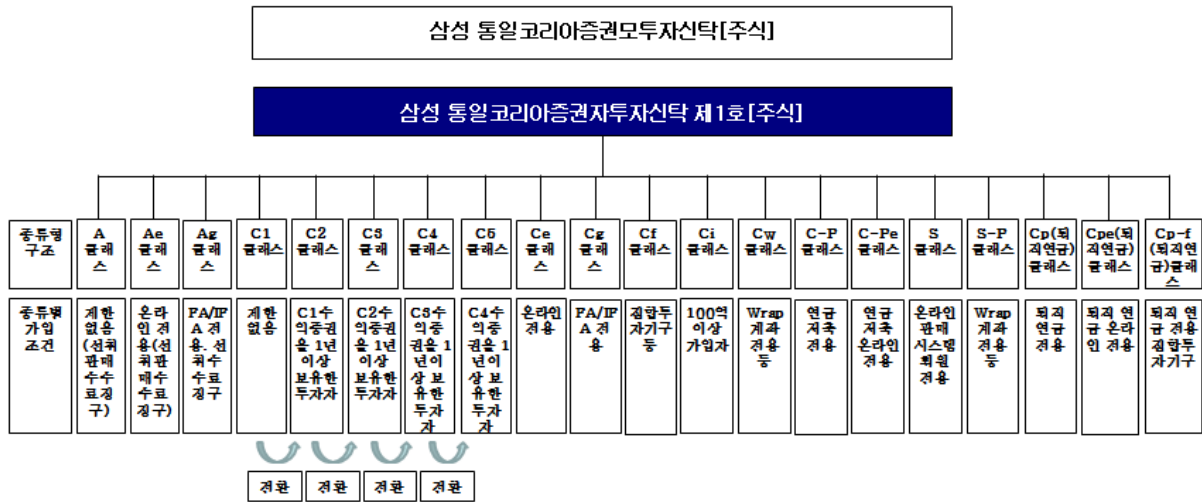 삼성 통일코리아증권모투자신탁[주식]
삼성 통일코리아증권자투자신탁 제1호[주식]
종류형
구조
A
클래
스
Ae
클래
스
Ag
클래
스
C1
클래스
C2
클래스
C3
클래스
C4
클래스
C5
클래스
Ce
클래
스
Cg
클래
스
Cf
클래스
Ci
클래스
Cw
클래스
C-P
클래스
C-Pe
클래스
S
클래스
S-P
클래스
Cp(퇴
직연금)
클래스
Cpe(퇴
직연금)
클래스
Cp-f
(퇴직연
금)클래
스
종류별
가입
조건
제한
없음
(선취
판매
수수
료징
구)
온라
인 전
용(선
취판
매수
수료
징구)
FA/IF
A 전
용- 선
취수
수료
징구
제한
없음
C1수
익증권
을 1년
이상
보유한
투자자
C2수
익증권
을 1년
이상
보유한
투자자
C3수
익증
권을 1
년이
상 보
유한
투자
자
C4수
익증
권을 1
년이
상 보
유한
투자
자
온라인
전용
FA/IF
A 전
용
집합투
자기구
등
100억
이상
가입자
Wrap
계좌
전용
등
연금
저축
전용
연금
저축
온라인
전용
온라인
판매
시스템
회원
전용
Wrap
계좌
전용
등
퇴직
연금
전용
퇴직 연
금 온라
인 전용
퇴직 연
금 전용
집합투
자기구
전환 전환 전환 전환